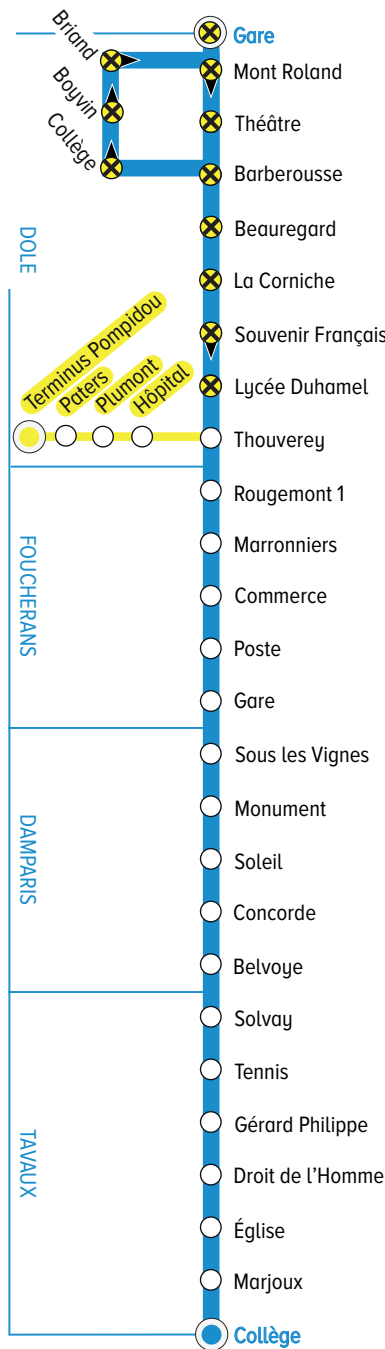 Gare
Briand
Mont Roland
Boyvin
Théâtre
Collège
Barberousse
Beauregard
DOLE
La Corniche
Souvenir Français
Terminus Pompidou
Paters
Plumont
Hôpital
Lycée Duhamel
Thouverey
Rougemont 1
FOUCHERANS
Marronniers
Commerce
Poste
Gare
Sous les Vignes
DAMPARIS
Monument
Soleil
Concorde
Belvoye
Solvay
TAVAUX
Tennis
Gérard Philippe
Droit de l'Homme
Église
Marjoux
Collège